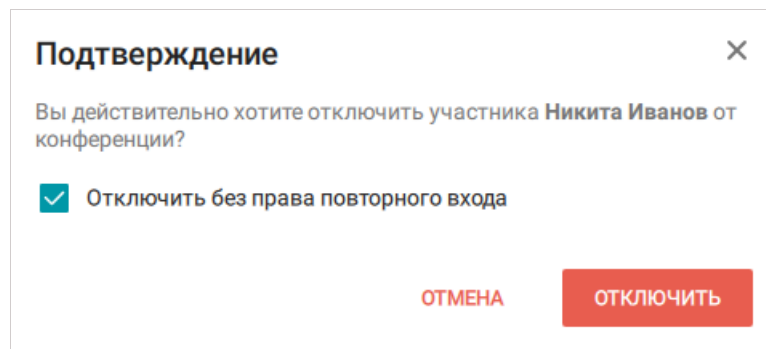 Подтверждение
Вы действительно хотите отключить участника Никита Иванов от
конференции?
Отключить без права повторного входа
ОТМЕНА
ОТКЛЮЧИТЬ